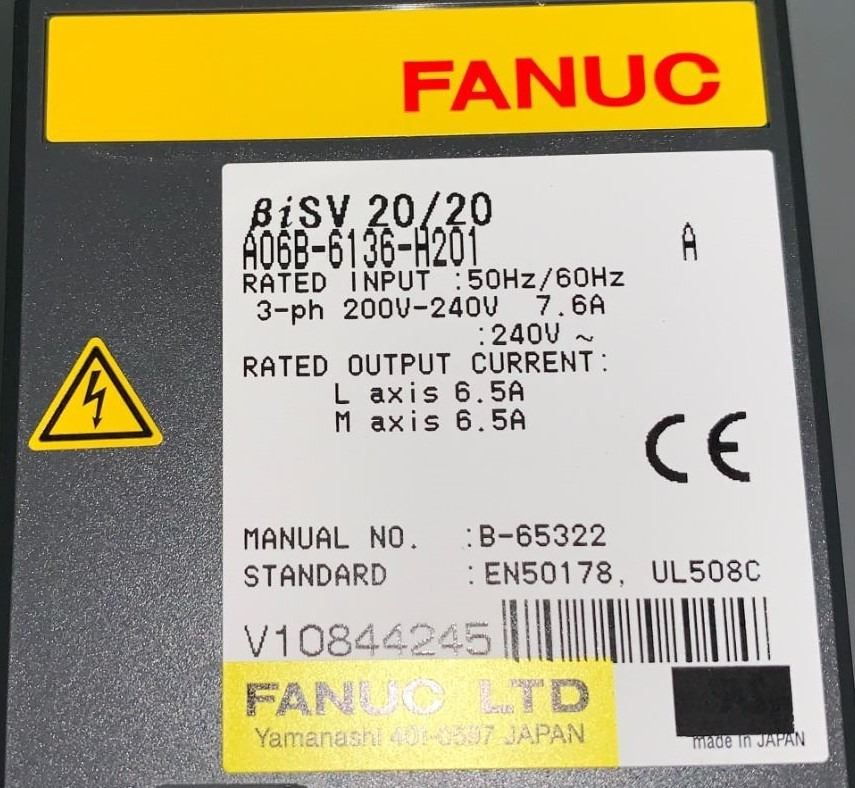 FANUC
βiSV 20/20
A06B-6136-H201 A
RATED INPUT :50Hz/60Hz
3-ph 200V-240V 7.6A
:240V ~
RATED OUTPUT CURRENT:
L axis 6.5A
M axis 6.5A
CE
MANUAL NO. :B-65322
STANDARD :EN50178, UL508C
V10844245
FANUC LTD
Yamanashi 401-0597 JAPAN
made in JAPAN